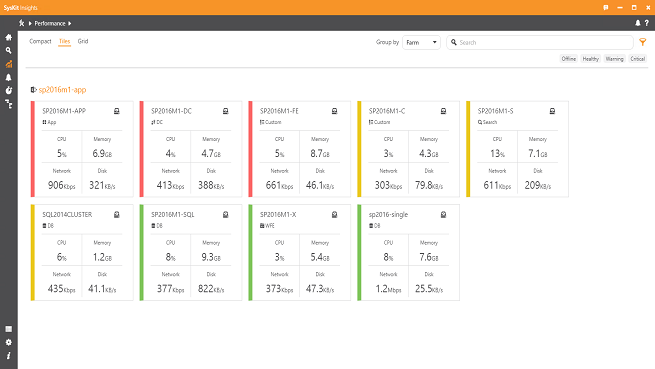 SysKit Insights
Performance
Compact Tiles Grid Group by Farm Search
Offline Healthy Warning Critical
sp2016m1-app
SP2016M1-APP SP2016M1-DC SP2016M1-FE SP2016M1-C SP2016M1-S
App DC Custom Custom Search
CPU Memory CPU Memory CPU Memory CPU Memory CPU Memory
5% 6.9GB 4% 4.7GB 5% 8.7GB 3% 4.3GB 13% 7.1GB
Network Disk Network Disk Network Disk Network Disk Network Disk
906Kbps 321KB/s 413Kbps 388KB/s 661Kbps 46.1KB/s 303Kbps 79.8KB/s 611Kbps 209KB/s
SQL2014CLUSTER SP2016M1-SQL SP2016M1-X sp2016-single
DB DB WFE DB
CPU Memory CPU Memory CPU Memory CPU Memory
6% 1.2GB 8% 9.3GB 3% 5.4GB 8% 7.6GB
Network Disk Network Disk Network Disk Network Disk
435Kbps 41.1KB/s 377Kbps 822KB/s 373Kbps 47.3KB/s 1.2Mbps 25.5KB/s